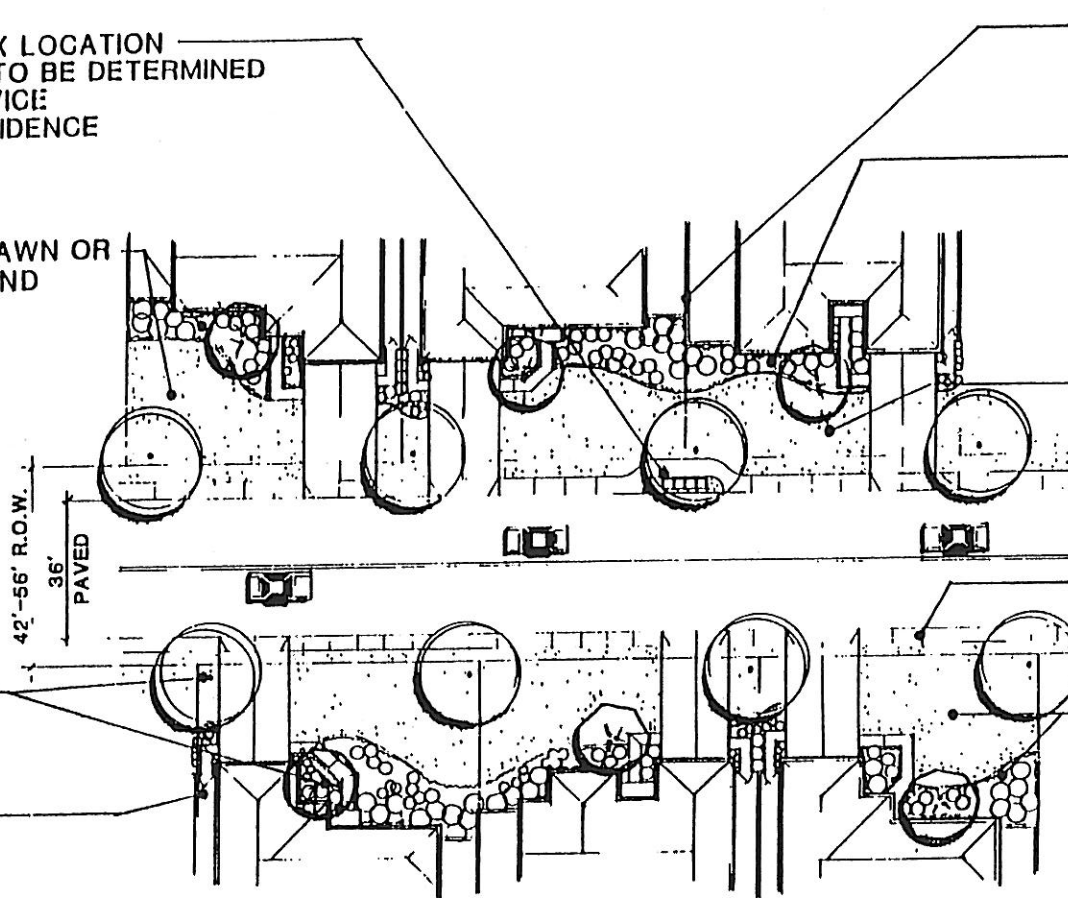 X LOCATION
TO BE DETERMINED
VICE
IDENCE
AWN OR
ND
42'-56' R.O.W.
36'
PAVED